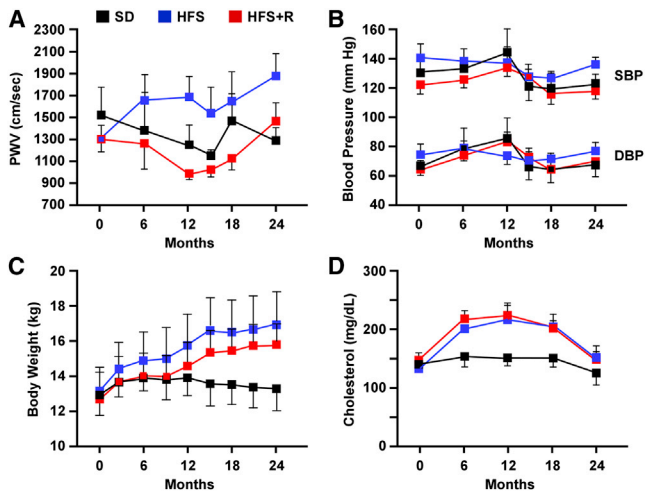 A
SD HFS HFS+R
PWV (cm/sec)
2300
2100
1900
1700
1500
1300
1100
900
700
0 6 12 18 24
Months
B
Blood Pressure (mm Hg)
180
160
140
120
100
80
60
40
SBP
DBP
0 6 12 18 24
Months
C
Body Weight (kg)
20
18
16
14
12
10
0 6 12 18 24
Months
D
Cholesterol (mg/dL)
300
200
150
100
0
0 6 12 18 24
Months